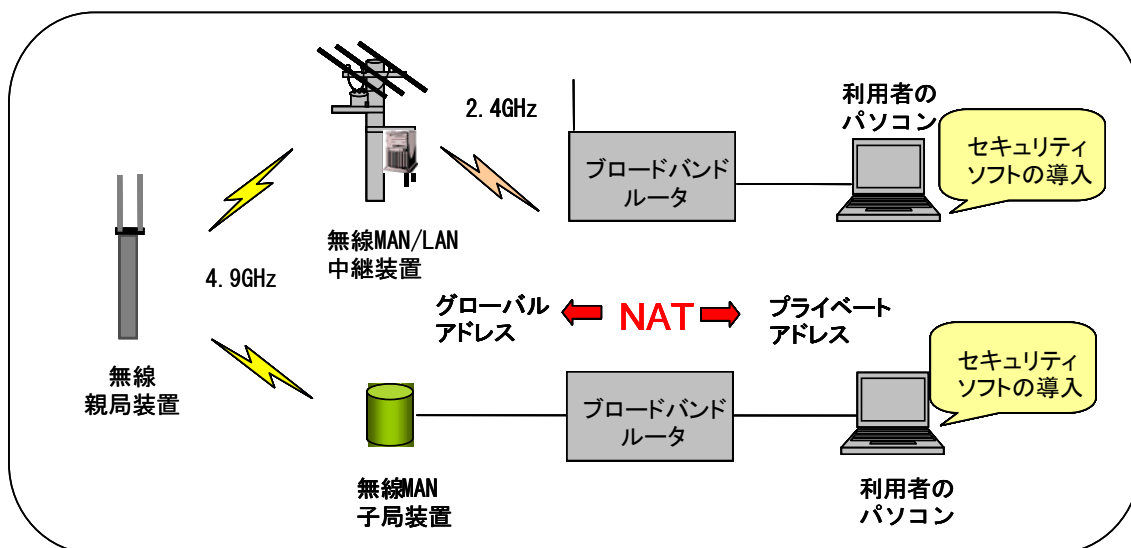 2.4GHz
利用者の
パソコン
セキュリティ
ソフトの導入
ブロードバンド
ルータ
無線MAN/LAN
中継装置
4.9GHz
グローバル
アドレス
NAT
プライベート
アドレス
セキュリティ
ソフトの導入
無線
親局装置
ブロードバンド
ルータ
無線MAN
子局装置
利用者の
パソコン